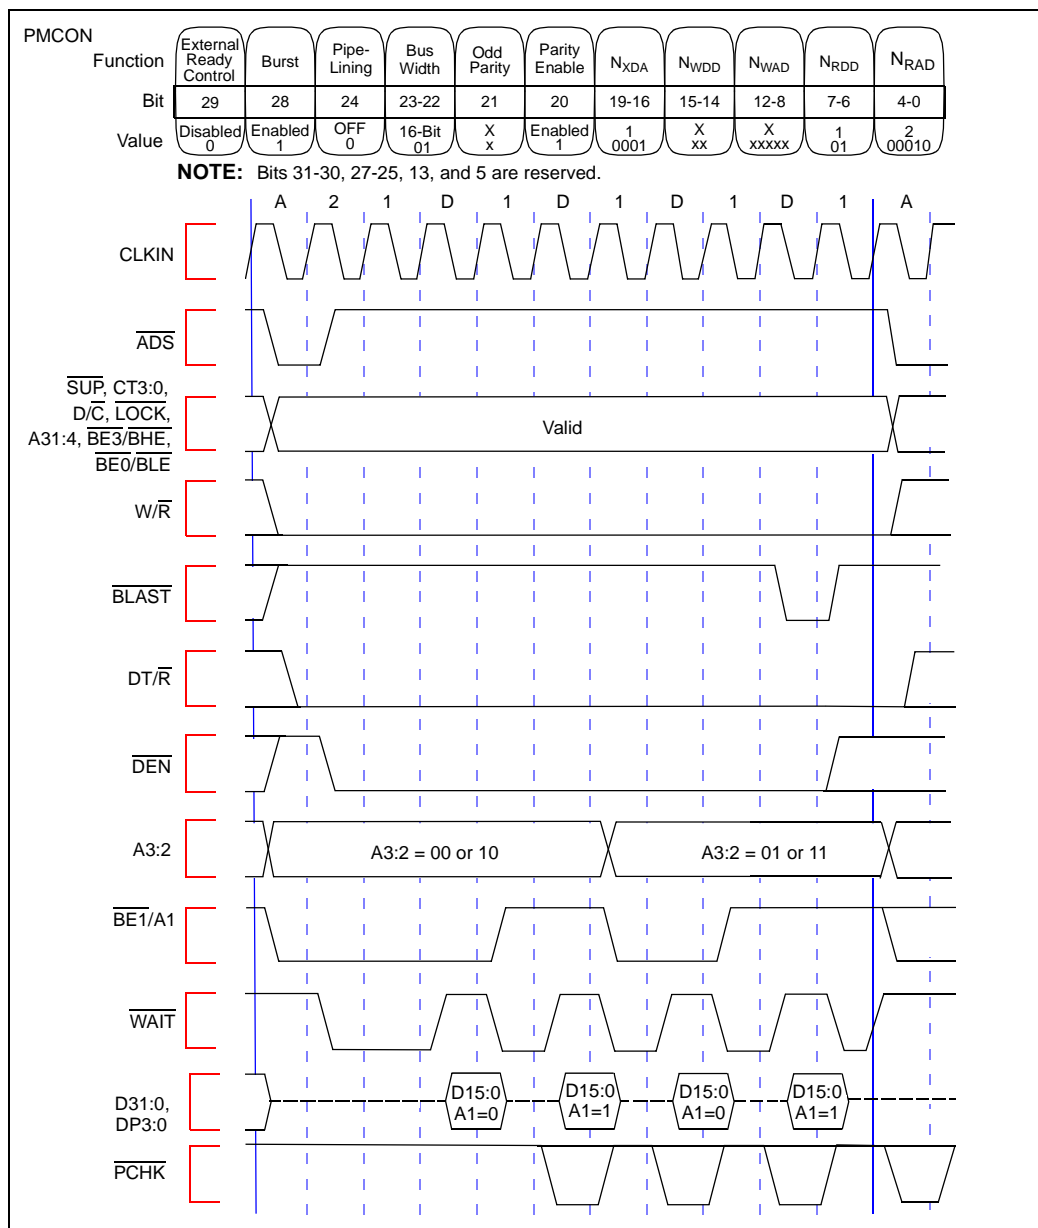 PMCON
Function
External Ready Control
Burst
Pipe-Lining
Bus Width
Odd Parity
Parity Enable
NXDA
NWDD
NWAD
NRDD
NRAD
Bit 29 28 24 23-22 21 20 19-16 15-14 12-8 7-6 4-0
Value
Disabled 0
Enabled 1
OFF 0
16-Bit 01
X x
Enabled 1
1 0001
X xx
X xxxxx
1 01
2 00010
NOTE: Bits 31-30, 27-25, 13, and 5 are reserved.
A 2 1 D 1 D 1 D 1 D 1 A
CLKIN
ADS
SUP, CT3:0,
D/C, LOCK,
A31:4, BE3/BHE,
BE0/BLE
Valid
W/R
BLAST
DT/R
DEN
A3:2
A3:2 = 00 or 10
A3:2 = 01 or 11
BE1/A1
WAIT
D31:0,
DP3:0
D15:0 A1=0
D15:0 A1=1
D15:0 A1=0
D15:0 A1=1
PCHK